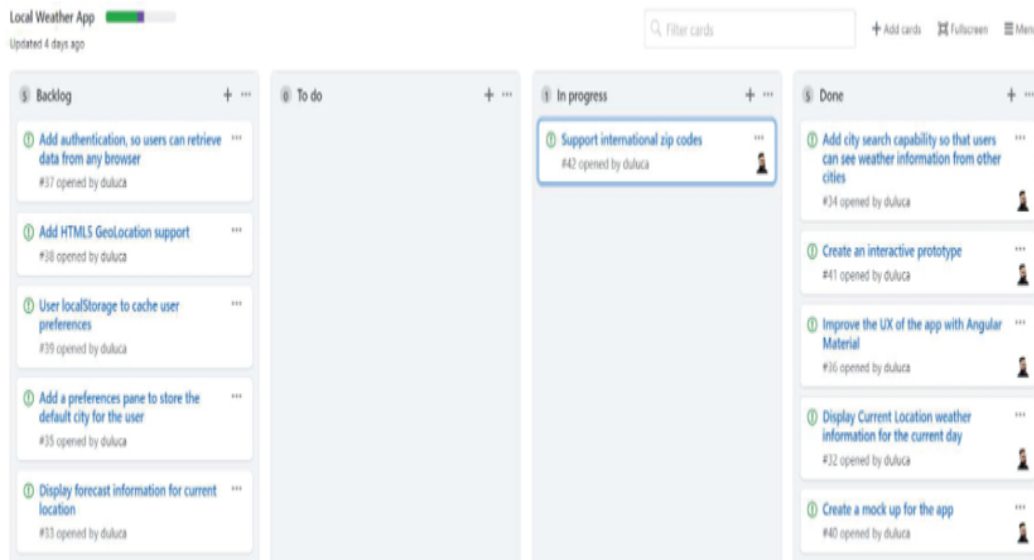 Local Weather App
Updated 4 days ago
Filter cards
Add cards
Fullscreen
Menu
5 Backlog
Add authentication, so users can retrieve
data from any browser
#37 opened by duluca
Add HTML5 GeoLocation support
#38 opened by duluca
User localStorage to cache user
preferences
#39 opened by duluca
Add a preferences pane to store the
default city for the user
#35 opened by duluca
Display forecast information for current
location
#33 opened by duluca
0 To do
1 In progress
Support international zip codes
#42 opened by duluca
5 Done
Add city search capability so that users
can see weather information from other
cities
#34 opened by duluca
Create an interactive prototype
#41 opened by duluca
Improve the UX of the app with Angular
Material
#36 opened by duluca
Display Current Location weather
information for the current day
#32 opened by duluca
Create a mock up for the app
#40 opened by duluca